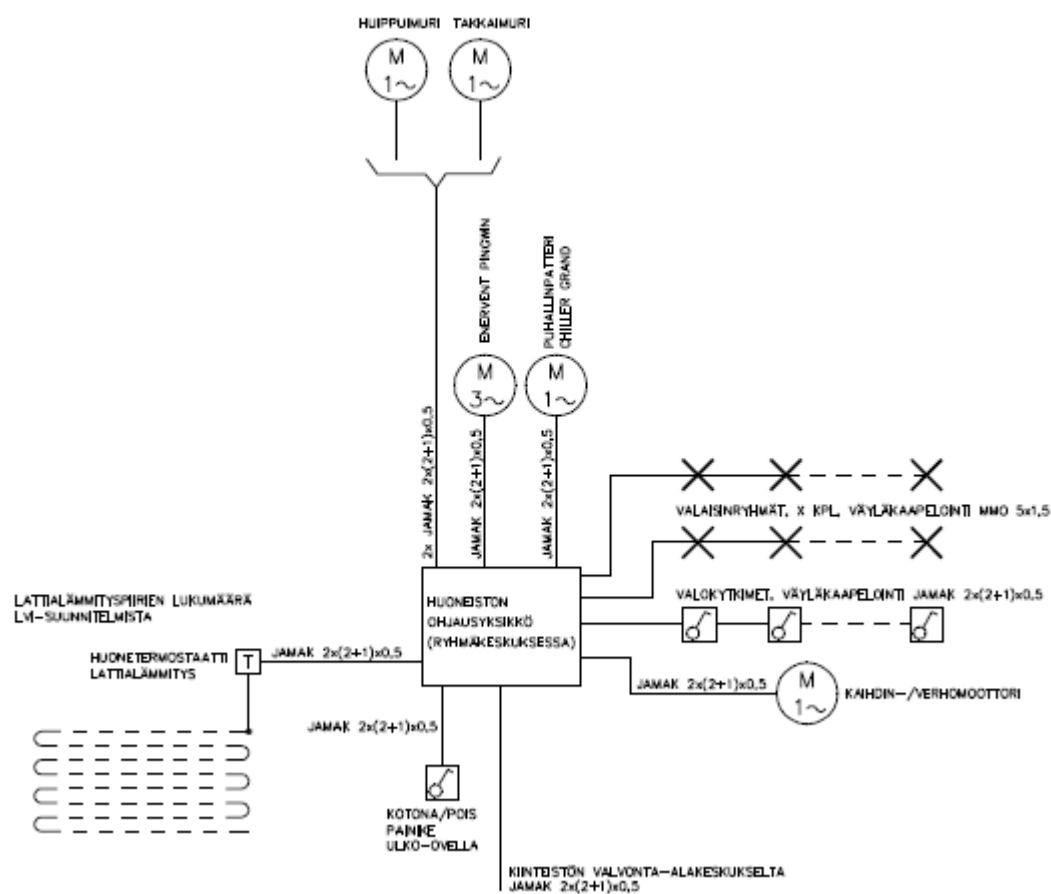 HUIPPUIMURI
TAKKAIMURI
M
1~
M
1~
ENERVENT PINGWIN
PUHALLINPATTERI
CHILLER GRAND
M
3~
M
1~
2x JAMAK 2x(2+1)x0,5
JAMAK 2x(2+1)x0,5
JAMAK 2x(2+1)x0,5
VALAISINRYHMÄT, X KPL, VÄYLÄKAAPELOINTI MMO 5x1,5
HUONEISTON
OHJAUSYKSIKKÖ
(RYHMÄKESKUKSESSA)
VALOKYTKIMET, VÄYLÄKAAPELOINTI JAMAK 2x(2+1)x0,5
LATTIALÄMMITYSPIIRIEN LUKUMÄÄRÄ
LVI-SUUNNITELMISTA
HUONETERMOSTAATTI
LATTIALÄMMITYS
T
JAMAK 2x(2+1)x0,5
JAMAK 2x(2+1)x0,5
M
1~
KAIHDIN-/VERHOMOOTTORI
JAMAK 2x(2+1)x0,5
KOTONA/POIS
PAINIKE
ULKO-OVELLA
KIINTEISTÖN VALVONTA-ALAKESKUKSELTA
JAMAK 2x(2+1)x0,5